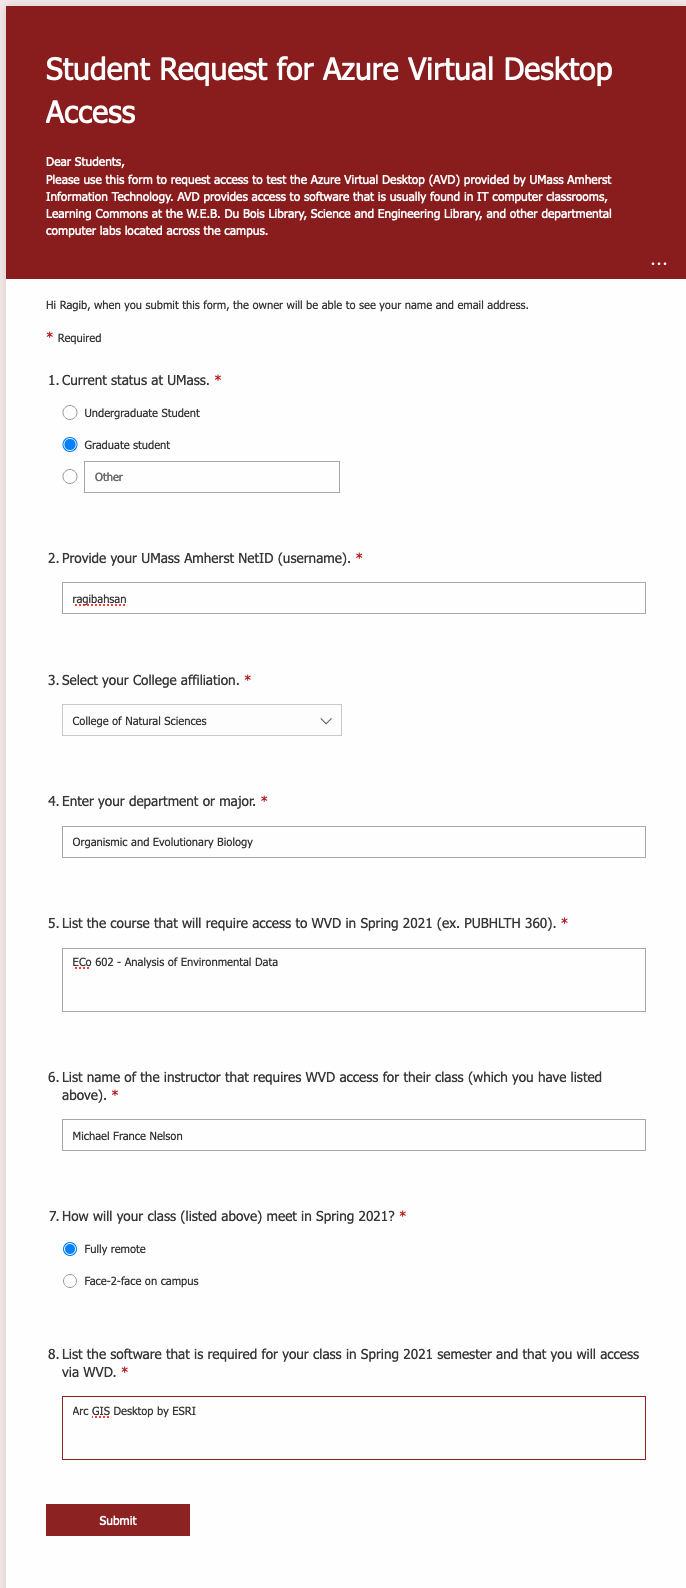 Student Request for Azure Virtual Desktop
Access
Dear Students,
Please use this form to request access to test the Azure Virtual Desktop (AVD) provided by UMass Amherst
Information Technology. AVD provides access to software that is usually found in IT computer classrooms,
Learning Commons at the W.E.B. Du Bois Library, Science and Engineering Library, and other departmental
computer labs located across the campus.
...
Hi Ragib, when you submit this form, the owner will be able to see your name and email address.
* Required
1. Current status at UMass. *
Undergraduate Student
Graduate student
Other
2. Provide your UMass Amherst NetID (username). *
ragibahsan
3. Select your College affiliation. *
College of Natural Sciences
4. Enter your department or major. *
Organismic and Evolutionary Biology
5. List the course that will require access to WVD in Spring 2021 (ex. PUBHLTH 360). *
ECo 602 - Analysis of Environmental Data
6. List name of the instructor that requires WVD access for their class (which you have listed
above). *
Michael France Nelson
7. How will your class (listed above) meet in Spring 2021? *
Fully remote
Face-2-face on campus
8. List the software that is required for your class in Spring 2021 semester and that you will access
via WVD. *
Arc GIS Desktop by ESRI
Submit